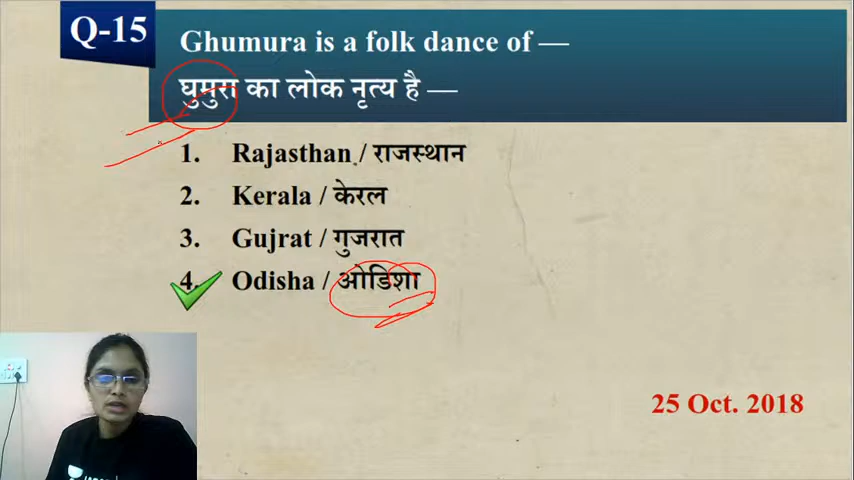 Q-15
Ghumura is a folk dance of —
घुमुरा का लोक नृत्य है —
1. Rajasthan / राजस्थान
2. Kerala / केरल
3. Gujrat / गुजरात
4. Odisha / ओडिशा
25 Oct. 2018